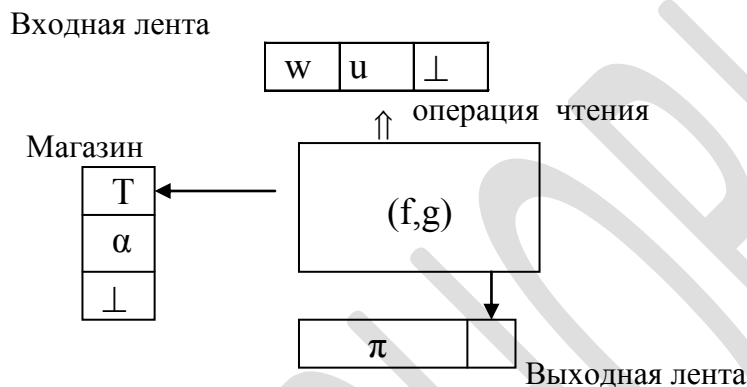 Входная лента
w u ⊥
операция чтения
⇑
Магазин
T
α
⊥
(f,g)
π
Выходная лента